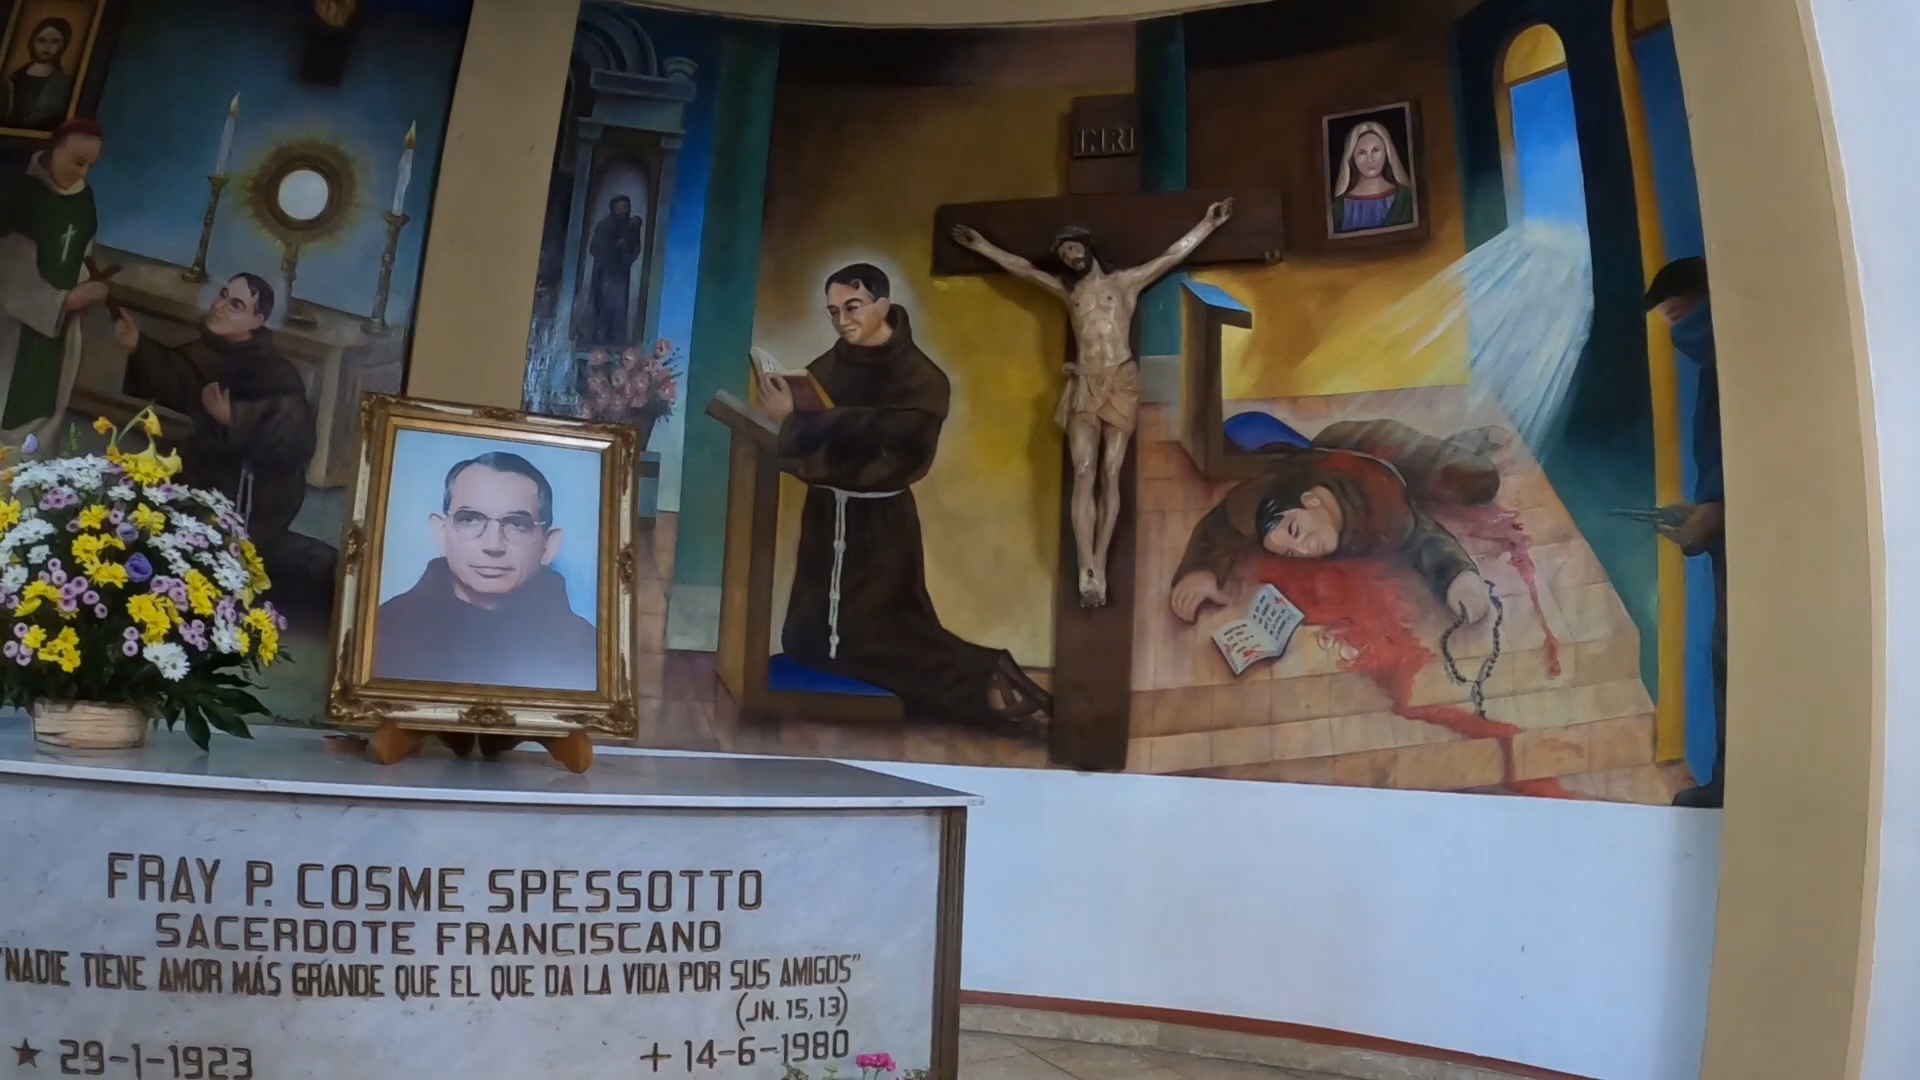 INRI
FRAY P. COSME SPESSOTTO
SACERDOTE FRANCISCANO
"NADIE TIENE AMOR MÁS GRANDE QUE EL QUE DA LA VIDA POR SUS AMIGOS"
(JN. 15, 13)
★ 29-1-1923
+ 14-6-1980